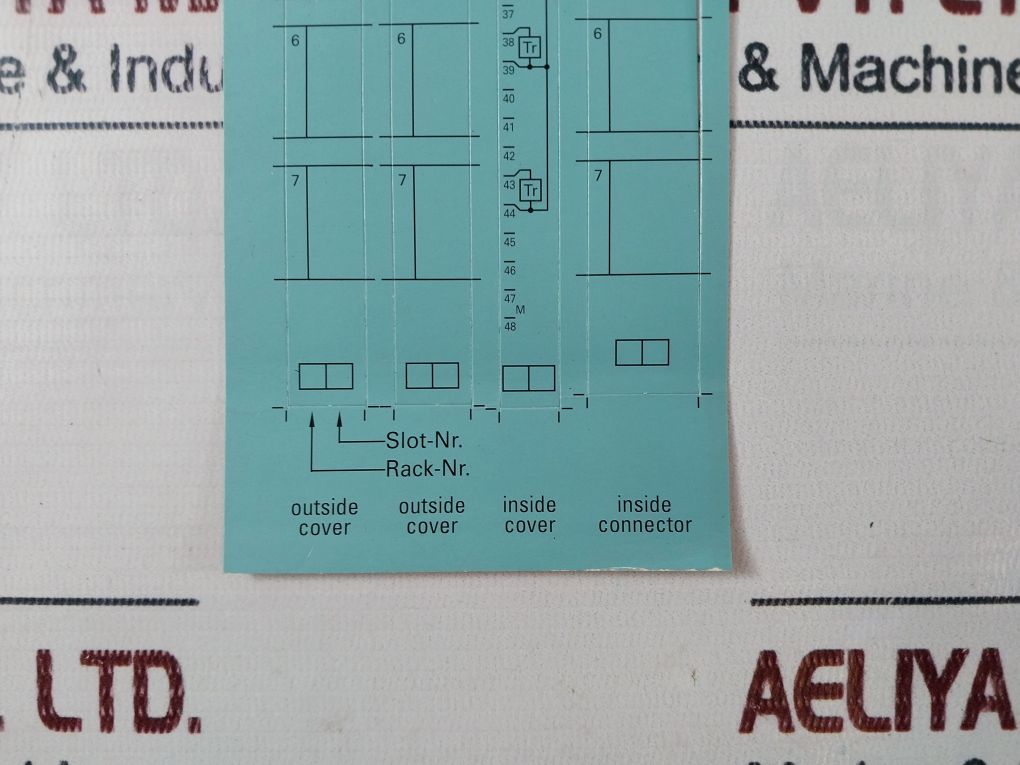 e & Indu
& Machine
37
6
6
38
Tr
39
6
40
41
42
7
7
43
Tr
7
44
45
46
47
M
48
Slot-Nr.
Rack-Nr.
outside
cover
outside
cover
inside
cover
inside
connector
. LTD.
AELIYA